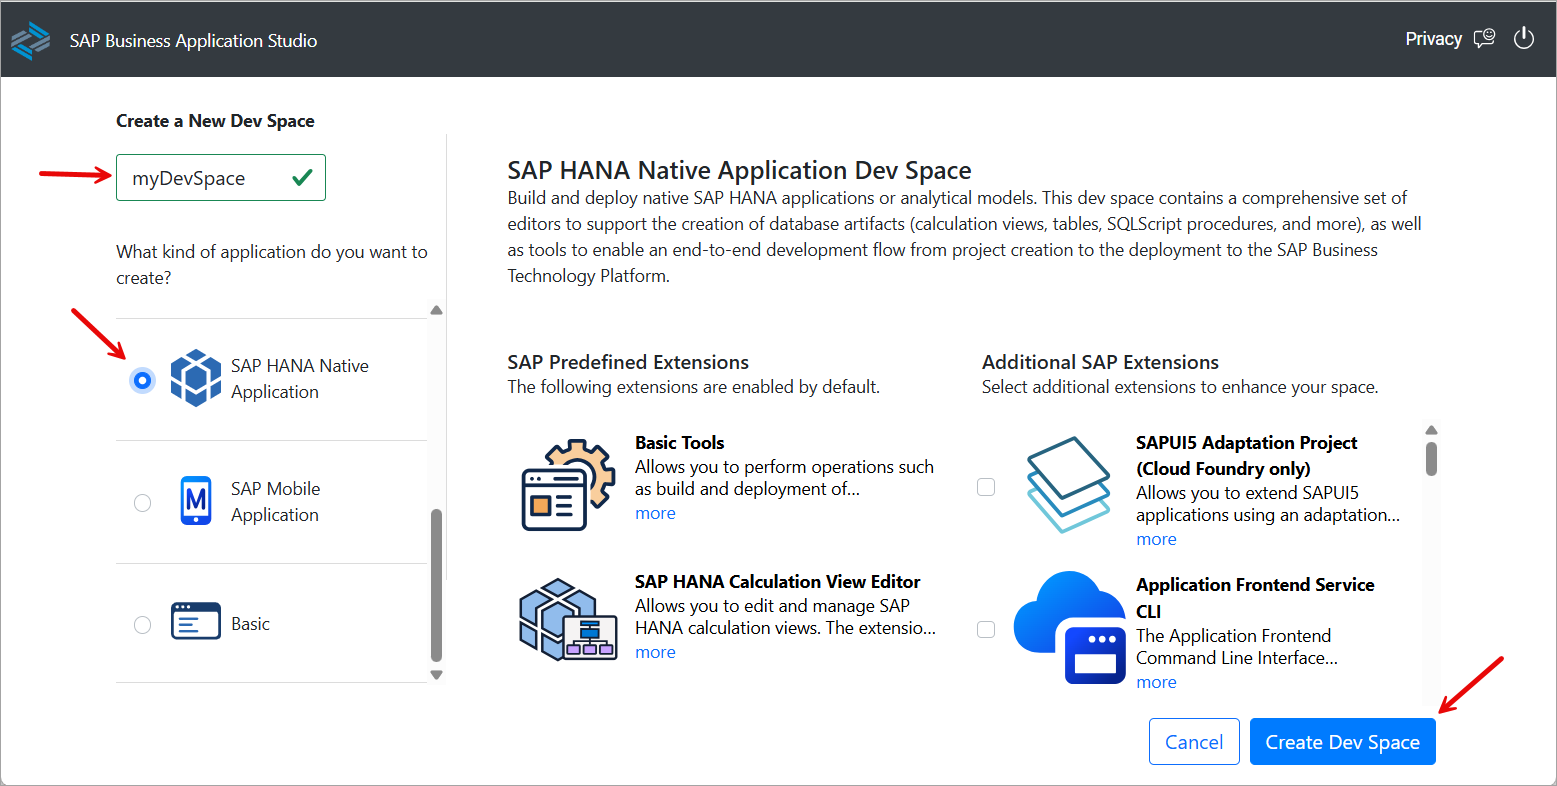 SAP Business Application Studio
Privacy
Create a New Dev Space
myDevSpace
What kind of application do you want to
create?
SAP HANA Native
Application
M
SAP Mobile
Application
Basic
SAP HANA Native Application Dev Space
Build and deploy native SAP HANA applications or analytical models. This dev space contains a comprehensive set of
editors to support the creation of database artifacts (calculation views, tables, SQLScript procedures, and more), as well
as tools to enable an end-to-end development flow from project creation to the deployment to the SAP Business
Technology Platform.
SAP Predefined Extensions
The following extensions are enabled by default.
Basic Tools
Allows you to perform operations such
as build and deployment of...
more
SAP HANA Calculation View Editor
Allows you to edit and manage SAP
HANA calculation views. The extensio...
more
Additional SAP Extensions
Select additional extensions to enhance your space.
SAPUI5 Adaptation Project
(Cloud Foundry only)
Allows you to extend SAPUI5
applications using an adaptation...
more
Application Frontend Service
CLI
The Application Frontend
Command Line Interface...
more
Cancel
Create Dev Space